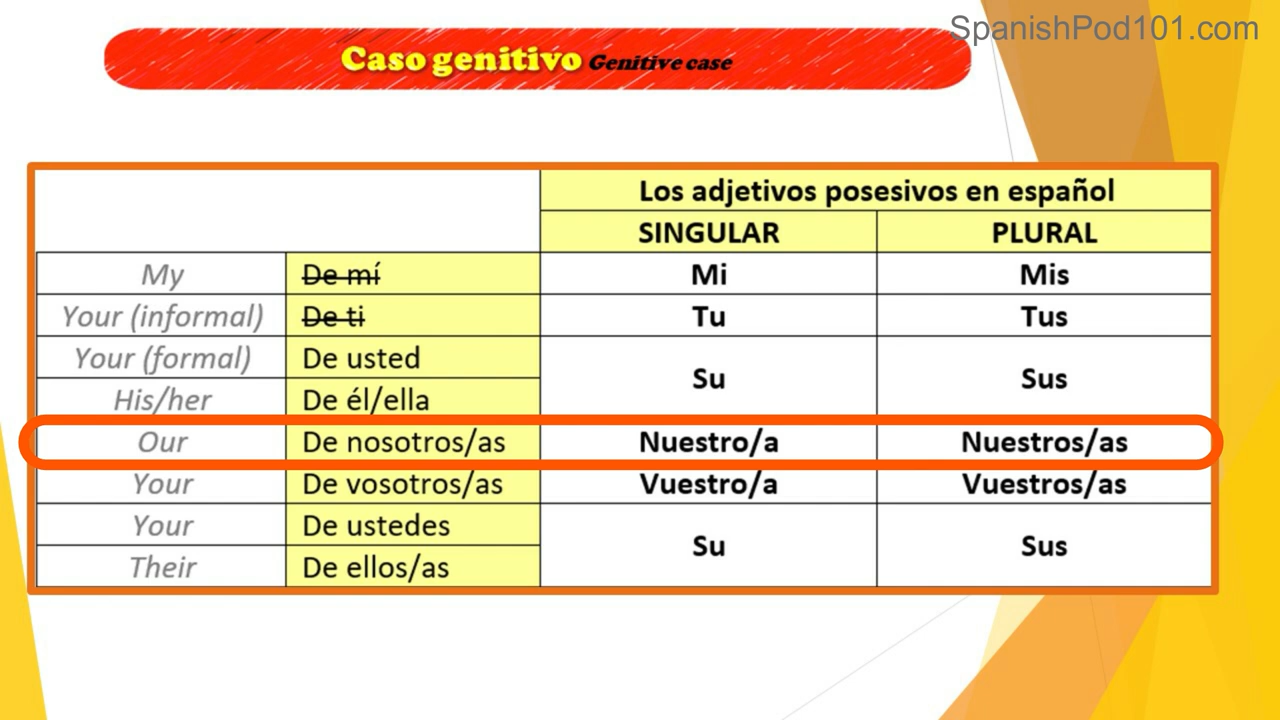 SpanishPod101.com
Caso genitivo Genitive case
Los adjetivos posesivos en español
SINGULAR PLURAL
My De mí Mi Mis
Your (informal) De ti Tu Tus
Your (formal) De usted
Su Sus
His/her De él/ella
Our De nosotros/as Nuestro/a Nuestros/as
Your De vosotros/as Vuestro/a Vuestros/as
Your De ustedes
Su Sus
Their De ellos/as